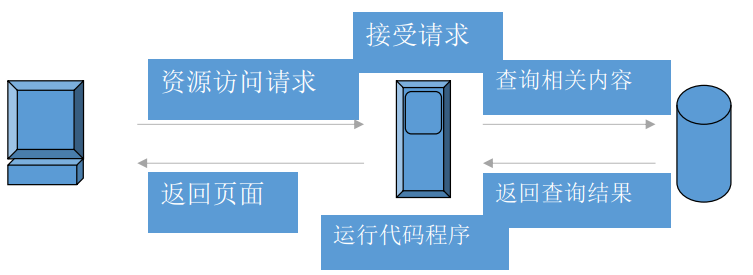 接受请求
资源访问请求
查询相关内容
返回页面
返回查询结果
运行代码程序